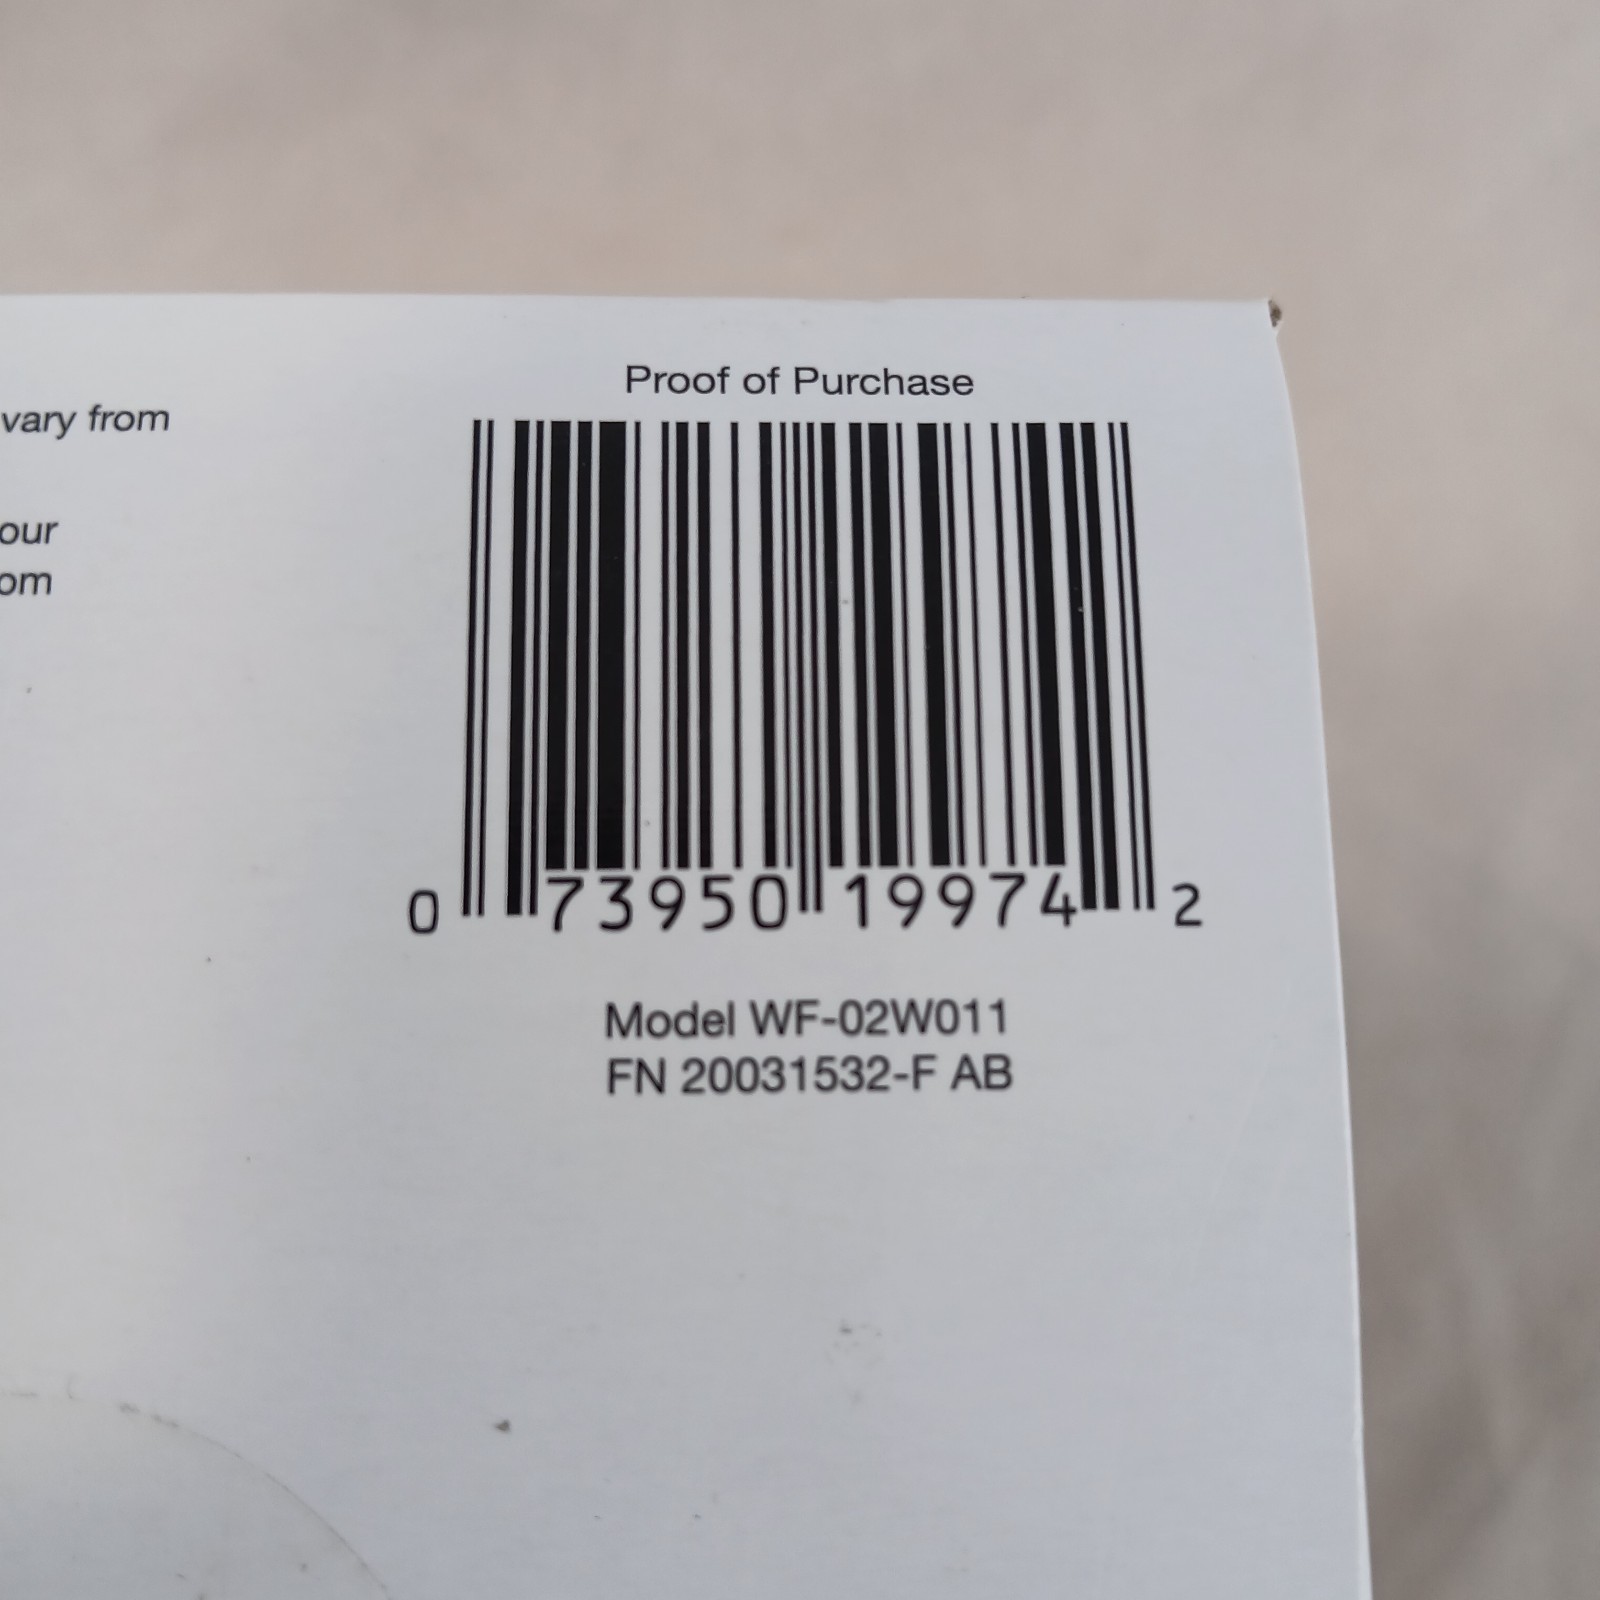 vary from
our
om
Proof of Purchase
0 73950 19974 2
Model WF-02W011
FN 20031532-F AB